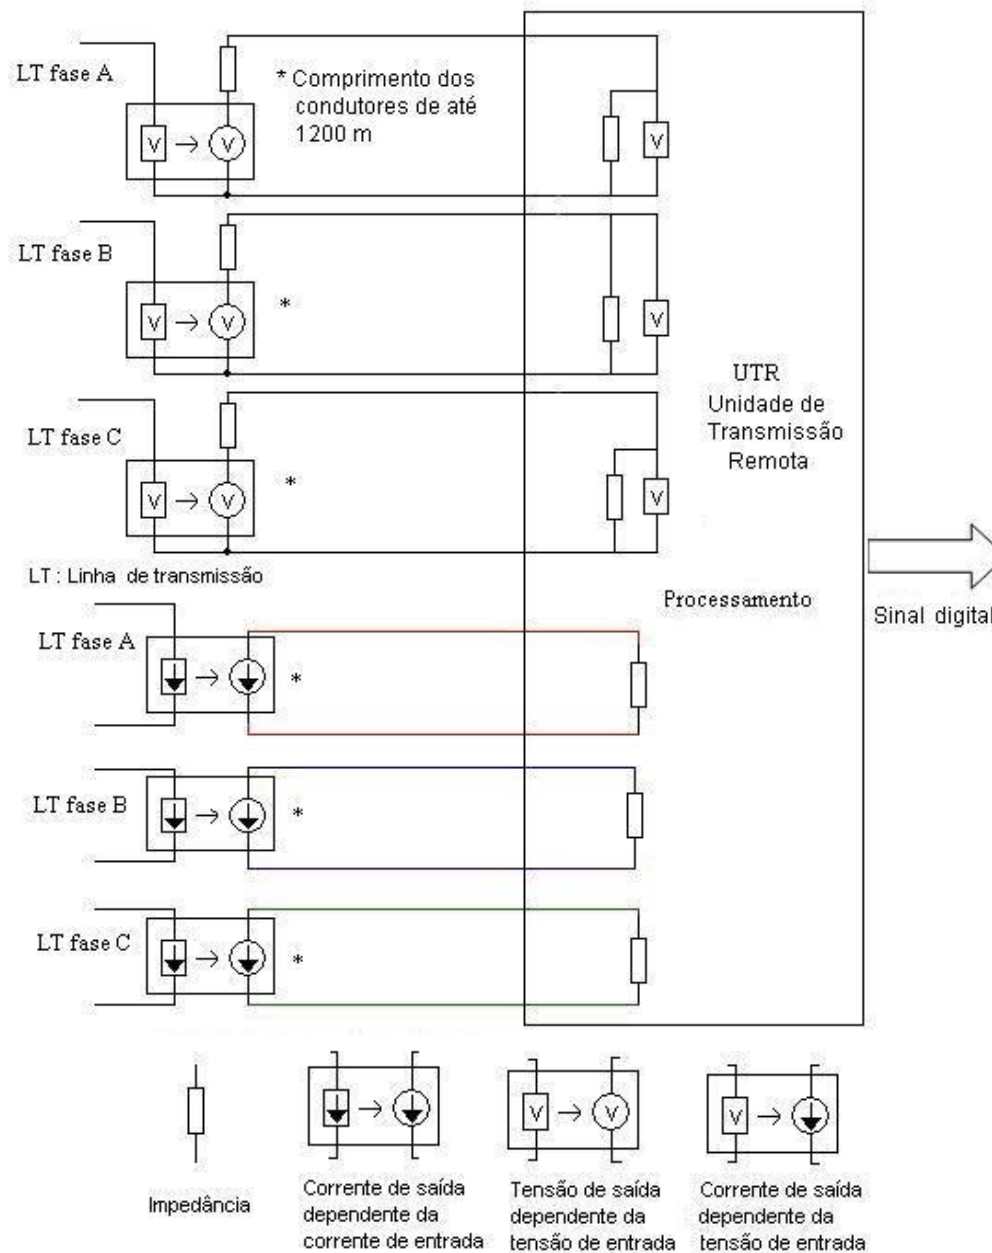 LT fase A
* Comprimento dos
condutores de até
1200 m
V
V
V
LT fase B
*
V
V
V
LT fase C
*
V
V
V
UTR
Unidade de
Transmissão
Remota
LT : Linha de transmissão
Processamento
Sinal digital
LT fase A
*
LT fase B
*
LT fase C
*
V
V
V
Impedância
Corrente de saída
dependente da
corrente de entrada
Tensão de saída
dependente da
tensão de entrada
Corrente de saída
dependente da
tensão de entrada